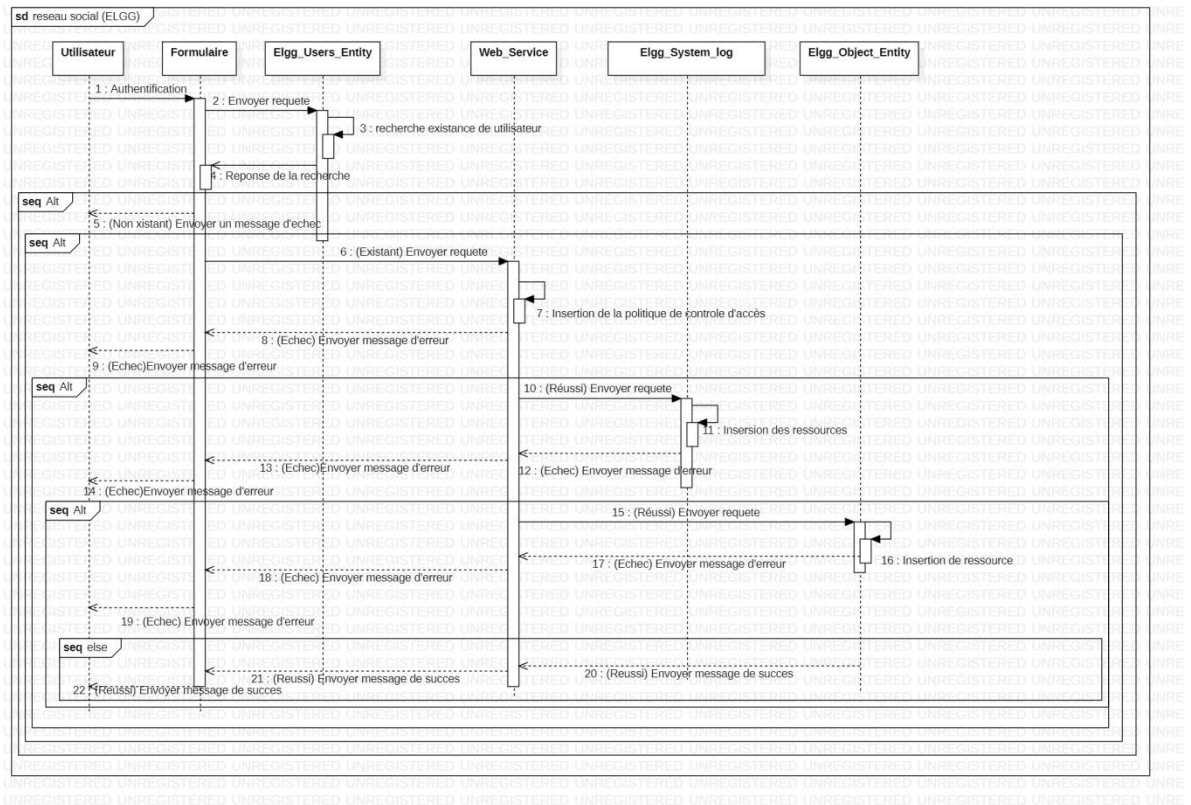 sd reseau social (ELGG)
Utilisateur
Formulaire
Elgg_Users_Entity
Web_Service
Elgg_System_log
Elgg_Object_Entity
1 : Authentification
2 : Envoyer requete
3 : recherche existance de utilisateur
4 : Reponse de la recherche
seq Alt
5 : (Non xistant) Envoyer un message d'echec
seq Alt
6 : (Existant) Envoyer requete
7 : Insertion de la politique de controle d'accès
8 : (Echec) Envoyer message d'erreur
9 : (Echec)Envoyer message d'erreur
seq Alt
10 : (Réussi) Envoyer requete
11 : Insersion des ressources
12 : (Echec) Envoyer message d'erreur
13 : (Echec)Envoyer message d'erreur
14 : (Echec)Envoyer message d'erreur
seq Alt
15 : (Réussi) Envoyer requete
16 : Insertion de ressource
17 : (Echec) Envoyer message d'erreur
18 : (Echec) Envoyer message d'erreur
19 : (Echec) Envoyer message d'erreur
seq else
20 : (Reussi) Envoyer message de succes
21 : (Reussi) Envoyer message de succes
22 : (Reussi) Envoyer message de succes